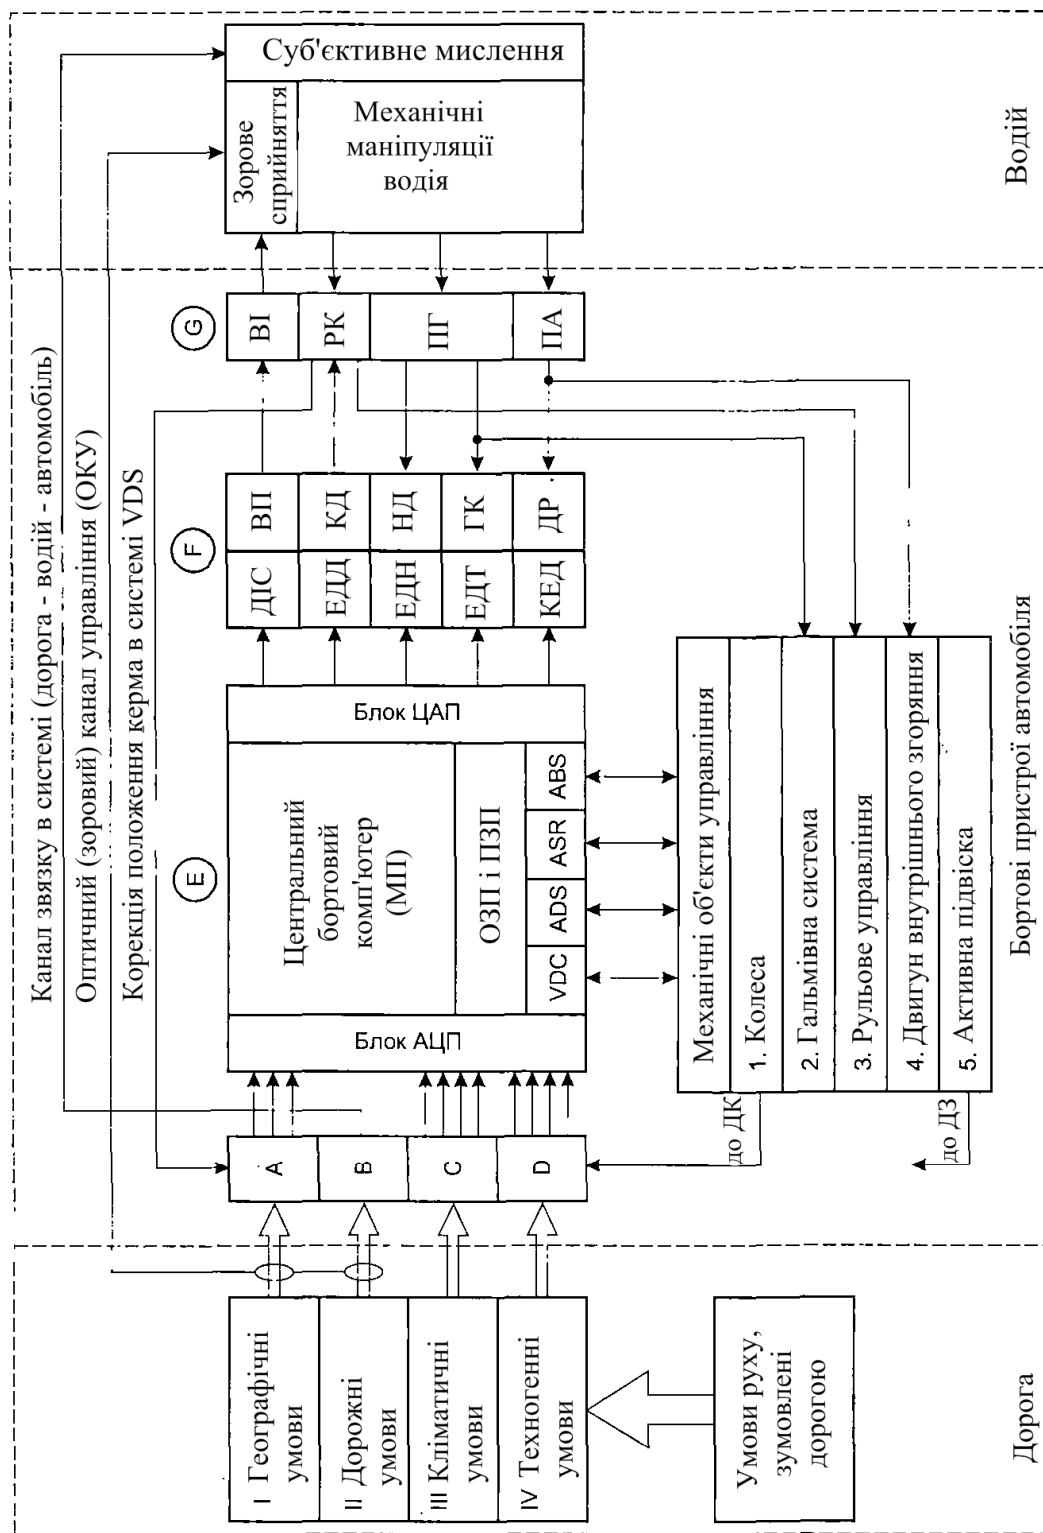 Канал звязку в системі (дорога - водій - автомобіль)
Оптичний (зоровий) канал управління (ОКУ)
Корекція положення керма в системі VDS
I Географічні
умови
II Дорожні
умови
III Кліматичні
умови
IV Техногенні
умови
Умови руху,
зумовлені
дорогою
Дорога
A
B
C
D
E
Блок АЦП
Центральний
бортовий
комп'ютер
(МП)
ОЗП і ПЗП
VDC
ADS
ASR
ABS
Блок ЦАП
F
ДІС
ВП
ЕДД
КД
ЕДН
НД
ЕДТ
ГК
КЕД
ДР
G
ВІ
РК
ПГ
ПА
до ДК
до ДЗ
Механічні об'єкти управління
1. Колеса
2. Гальмівна система
3. Рульове управління
4. Двигун внутрішнього згоряння
5. Активна підвіска
Бортові пристрої автомобіля
Зорове
сприйняття
Суб'єктивне мислення
Механічні
маніпуляції
водія
Водій